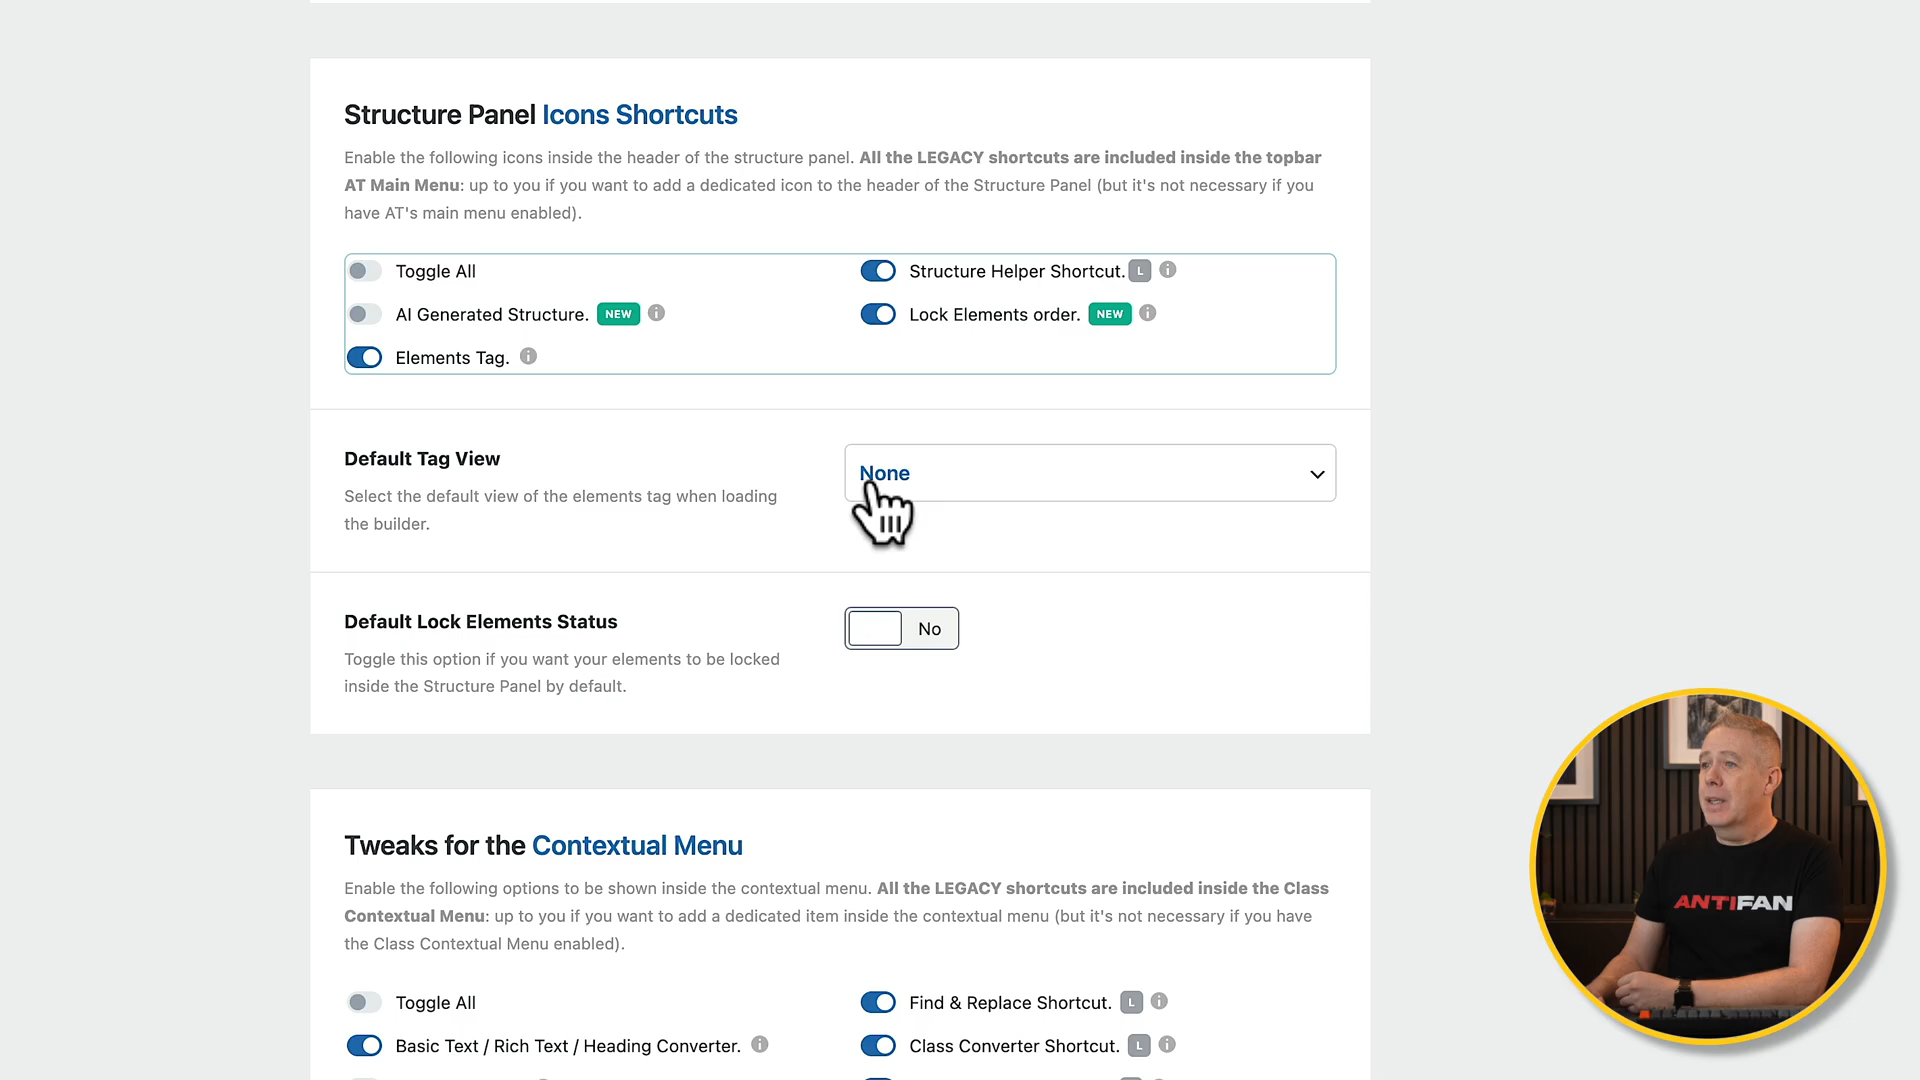 Structure Panel Icons Shortcuts
Enable the following icons inside the header of the structure panel. All the LEGACY shortcuts are included inside the topbar
AT Main Menu: up to you if you want to add a dedicated icon to the header of the Structure Panel (but it's not necessary if you
have AT's main menu enabled).
Toggle All
Structure Helper Shortcut. L
AI Generated Structure. NEW
Lock Elements order. NEW
Elements Tag.
Default Tag View
Select the default view of the elements tag when loading
the builder.
None
Default Lock Elements Status
Toggle this option if you want your elements to be locked
inside the Structure Panel by default.
No
Tweaks for the Contextual Menu
Enable the following options to be shown inside the contextual menu. All the LEGACY shortcuts are included inside the Class
Contextual Menu: up to you if you want to add a dedicated item inside the contextual menu (but it's not necessary if you have
the Class Contextual Menu enabled).
Toggle All
Find & Replace Shortcut. L
Basic Text / Rich Text / Heading Converter.
Class Converter Shortcut. L
ANTIFAN